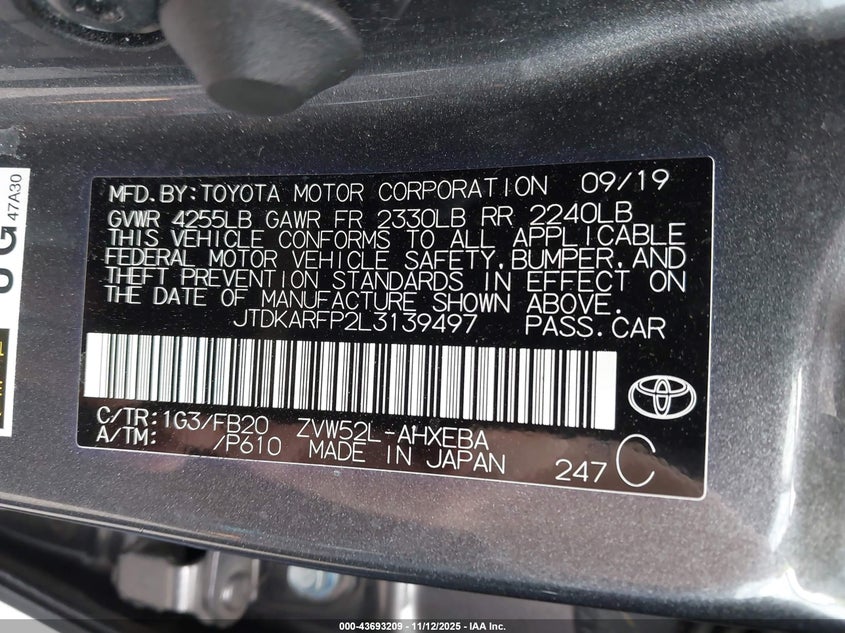 MFD.BY:TOYOTA MOTOR CORPORATION 09/19
GVWR 4255LB GAWR FR 2330LB RR 2240LB
THIS VEHICLE CONFORMS TO ALL APPLICABLE
FEDERAL MOTOR VEHICLE SAFETY,BUMPER,AND
THEFT PREVENTION STANDARDS IN EFFECT ON
THE DATE OF MANUFACTURE SHOWN ABOVE.
JTDKARFP2L3139497 PASS.CAR
C/TR:1G3/FB20 ZVW52L-AHXEBA
A/TM: /P610 MADE IN JAPAN 247 C
47A30
000-43693209 - 11/12/2025 - IAA Inc.